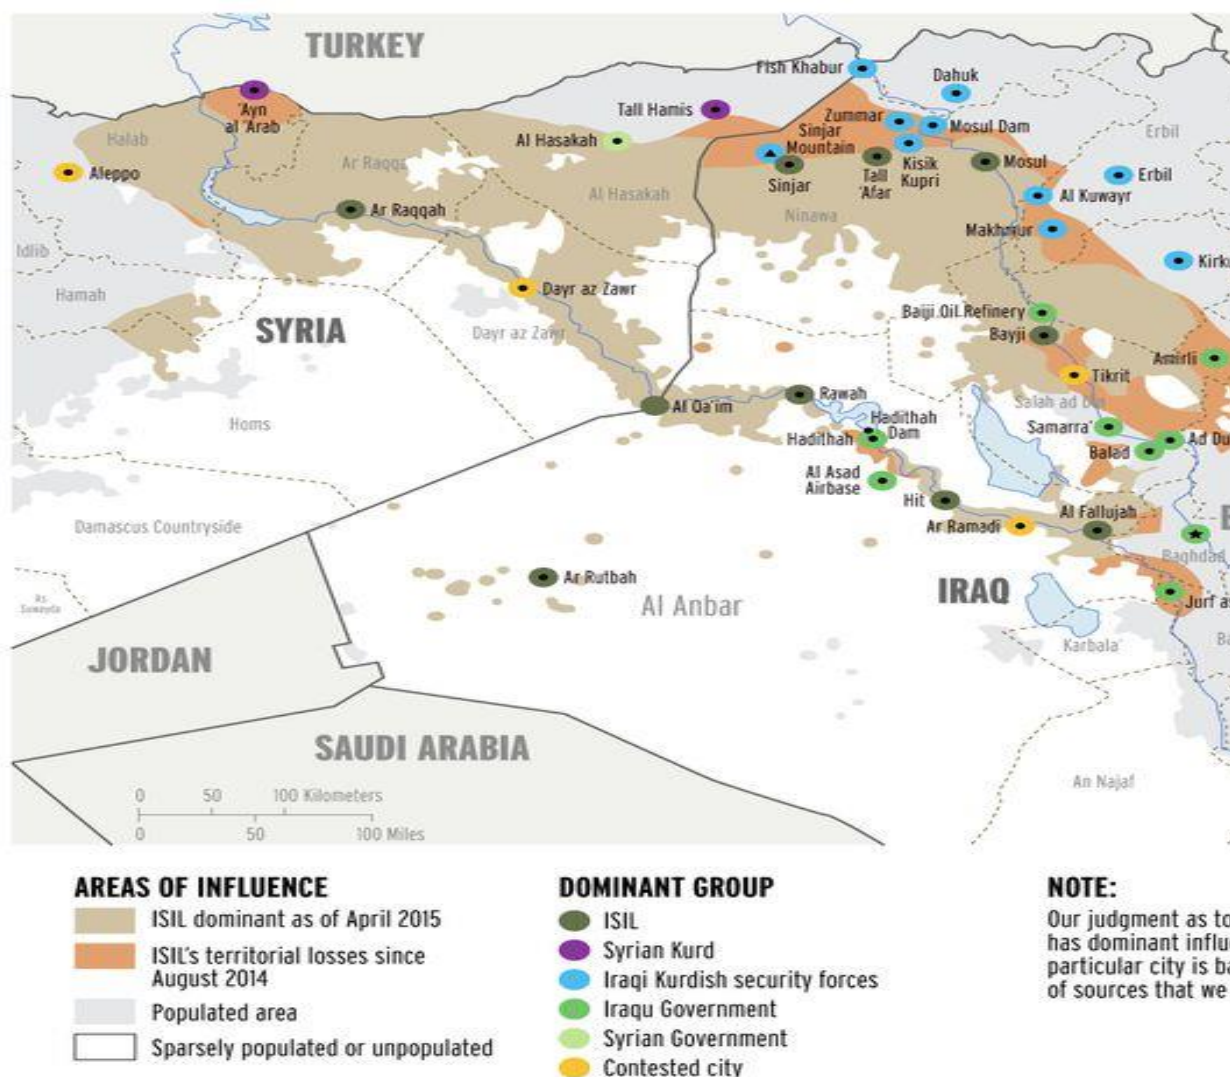 TURKEY
Fish Khabur
Dahuk
'Ayn
al 'Arab
Tall Hamis
Zummar
Mosul Dam
Halab
Al Hasakah
Sinjar
Mountain
Erbil
Aleppo
Kisik
Kupri
Mosul
Sinjar
Tall
'Afar
Erbil
Al Hasakah
Al Kuwayr
Ar Raqqah
Ninawa
Makhmur
Idlib
Hamah
Dayr az Zawr
Baiji Oil Refinery
SYRIA
Dayr az Zawr
Bayji
Amirli
Tikrit
Rawah
Al Qa'im
Salah ad Din
Homs
Hadithah
Dam
Samarra'
Hadithah
Balad
Al Asad
Airbase
Hit
Al Fallujah
Damascus Countryside
Ar Ramadi
Baghdad
Ar Rutbah
IRAQ
Al Anbar
As
Suwayda
JORDAN
Karbala'
SAUDI ARABIA
An Najaf
0 50 100 Kilometers
0 50 100 Miles
AREAS OF INFLUENCE
ISIL dominant as of April 2015
ISIL's territorial losses since
August 2014
Populated area
Sparsely populated or unpopulated
DOMINANT GROUP
ISIL
Syrian Kurd
Iraqi Kurdish security forces
Iraqu Government
Syrian Government
Contested city
NOTE:
Our judgment as to
has dominant
particular city is
of sources that we